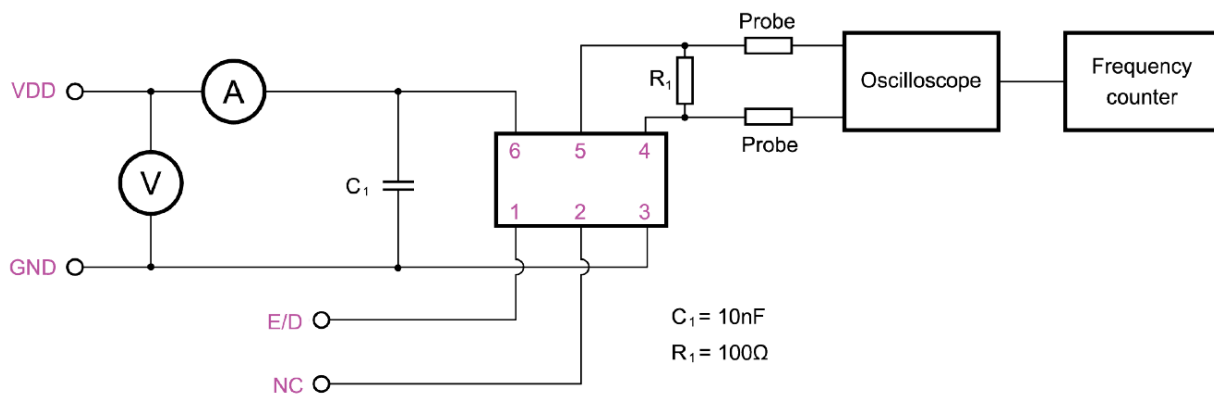 Probe
VDD
A
R1
Oscilloscope
Frequency
counter
Probe
6 5 4
V
C1
1 2 3
GND
E/D
C1 = 10nF
R1 = 100Ω
NC